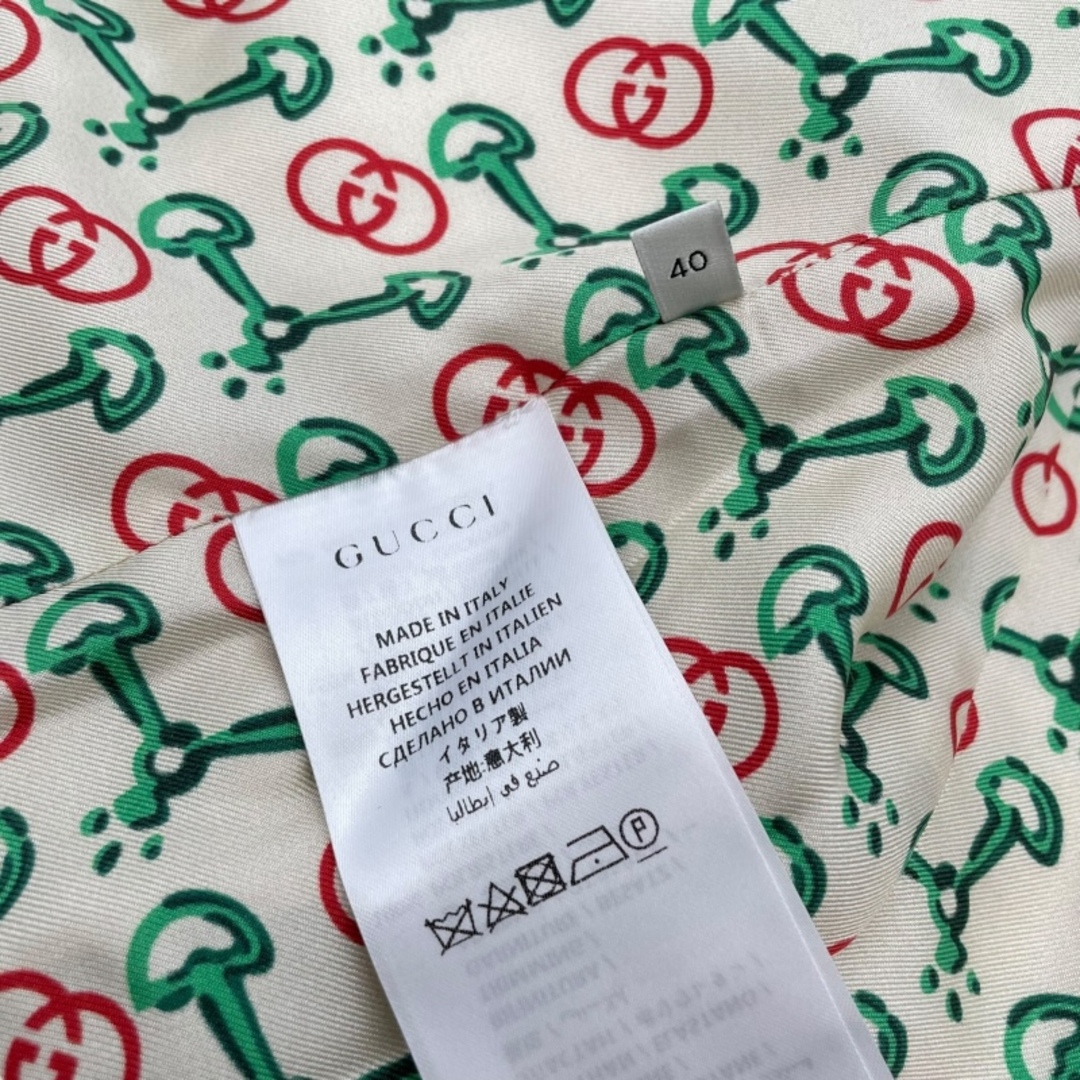 40
GUCCI
MADE IN ITALY
FABRIQUE EN ITALIE
HERGESTELLT IN ITALIEN
HECHO EN ITALIA
СДЕЛАНО В ИТАЛИИ
イタリア製
产地:意大利
صنع في إيطاليا
P